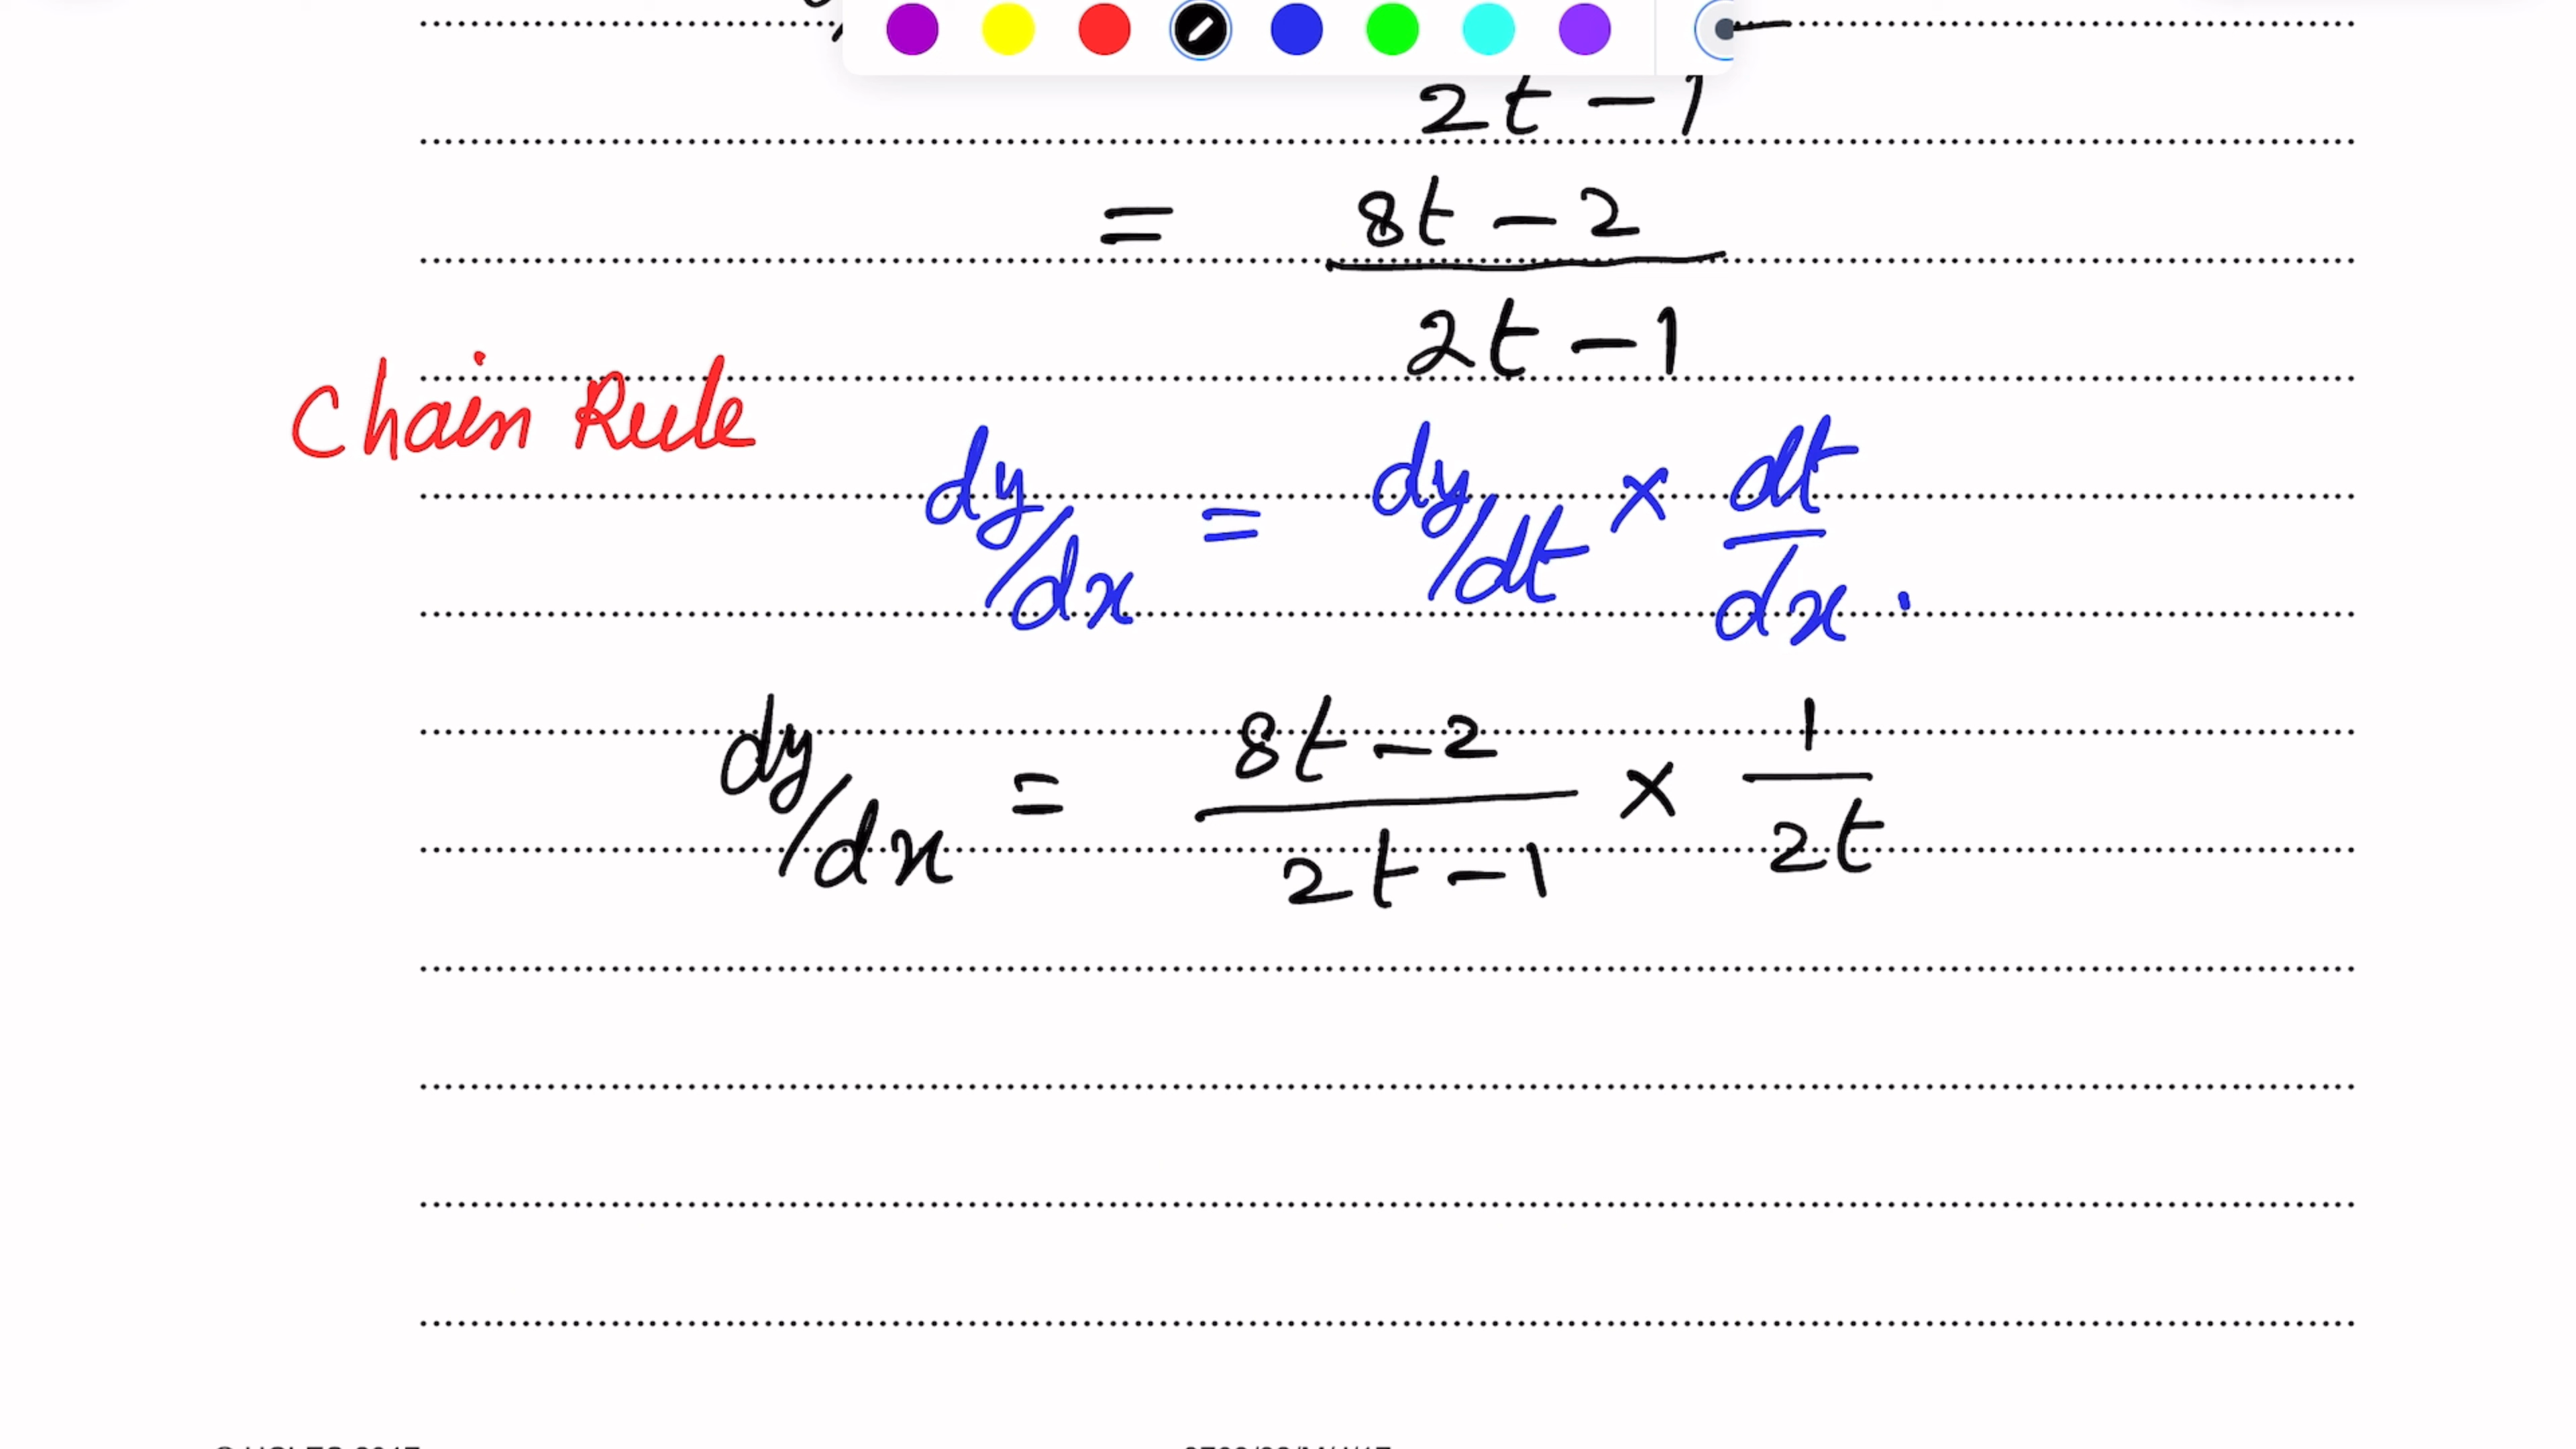 2t - 1
= 8t - 2 / 2t - 1
Chain Rule
dy/dx = dy/dt × dt/dx .
dy/dx = 8t - 2 / 2t - 1 × 1 / 2t